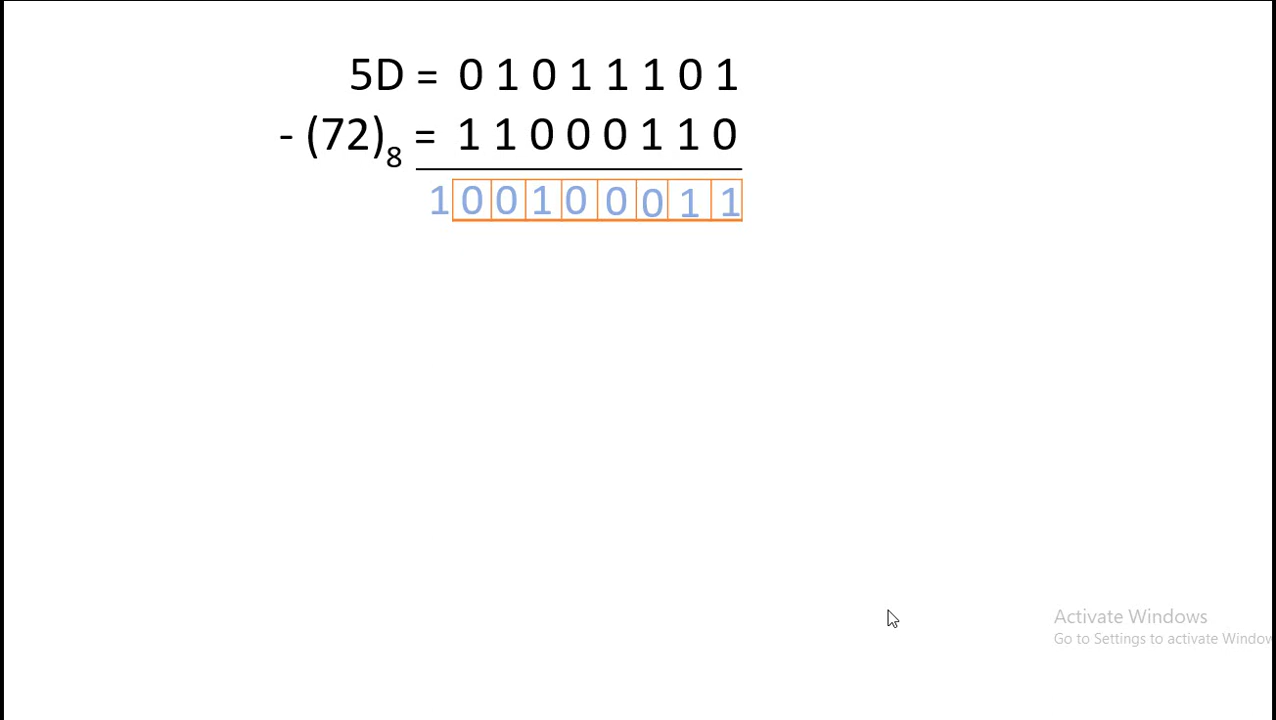 5D = 0 1 0 1 1 1 0 1
- (72)₈ = 1 1 0 0 0 1 1 0
1 0 0 1 0 0 0 1 1
Activate Windows
Go to Settings to activate Window